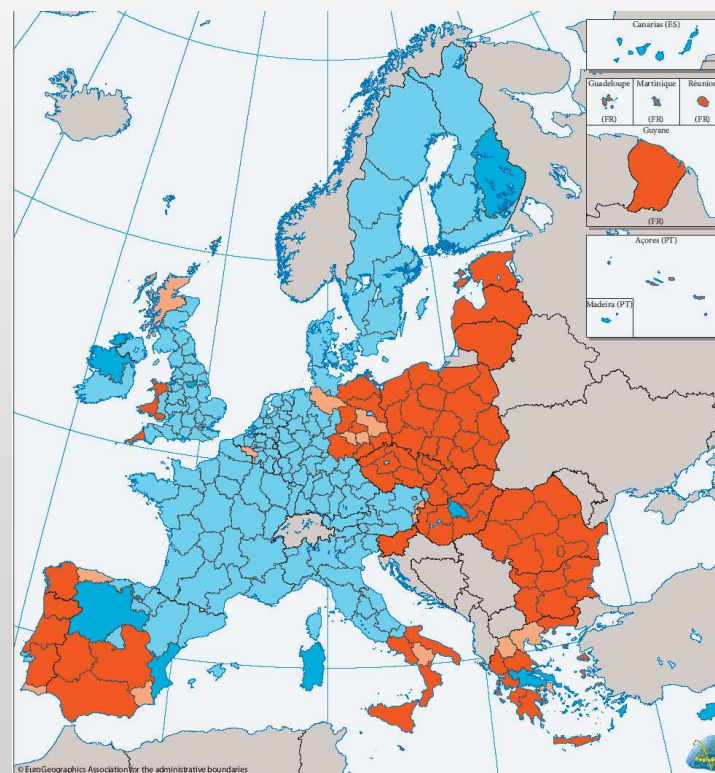 Canarias (ES)
Guadeloupe
Martinique
Réunion
(FR)
(FR)
(FR)
Guyane
(FR)
Açores (PT)
Madeira (PT)
© EuroGeographics Association for the administrative boundaries